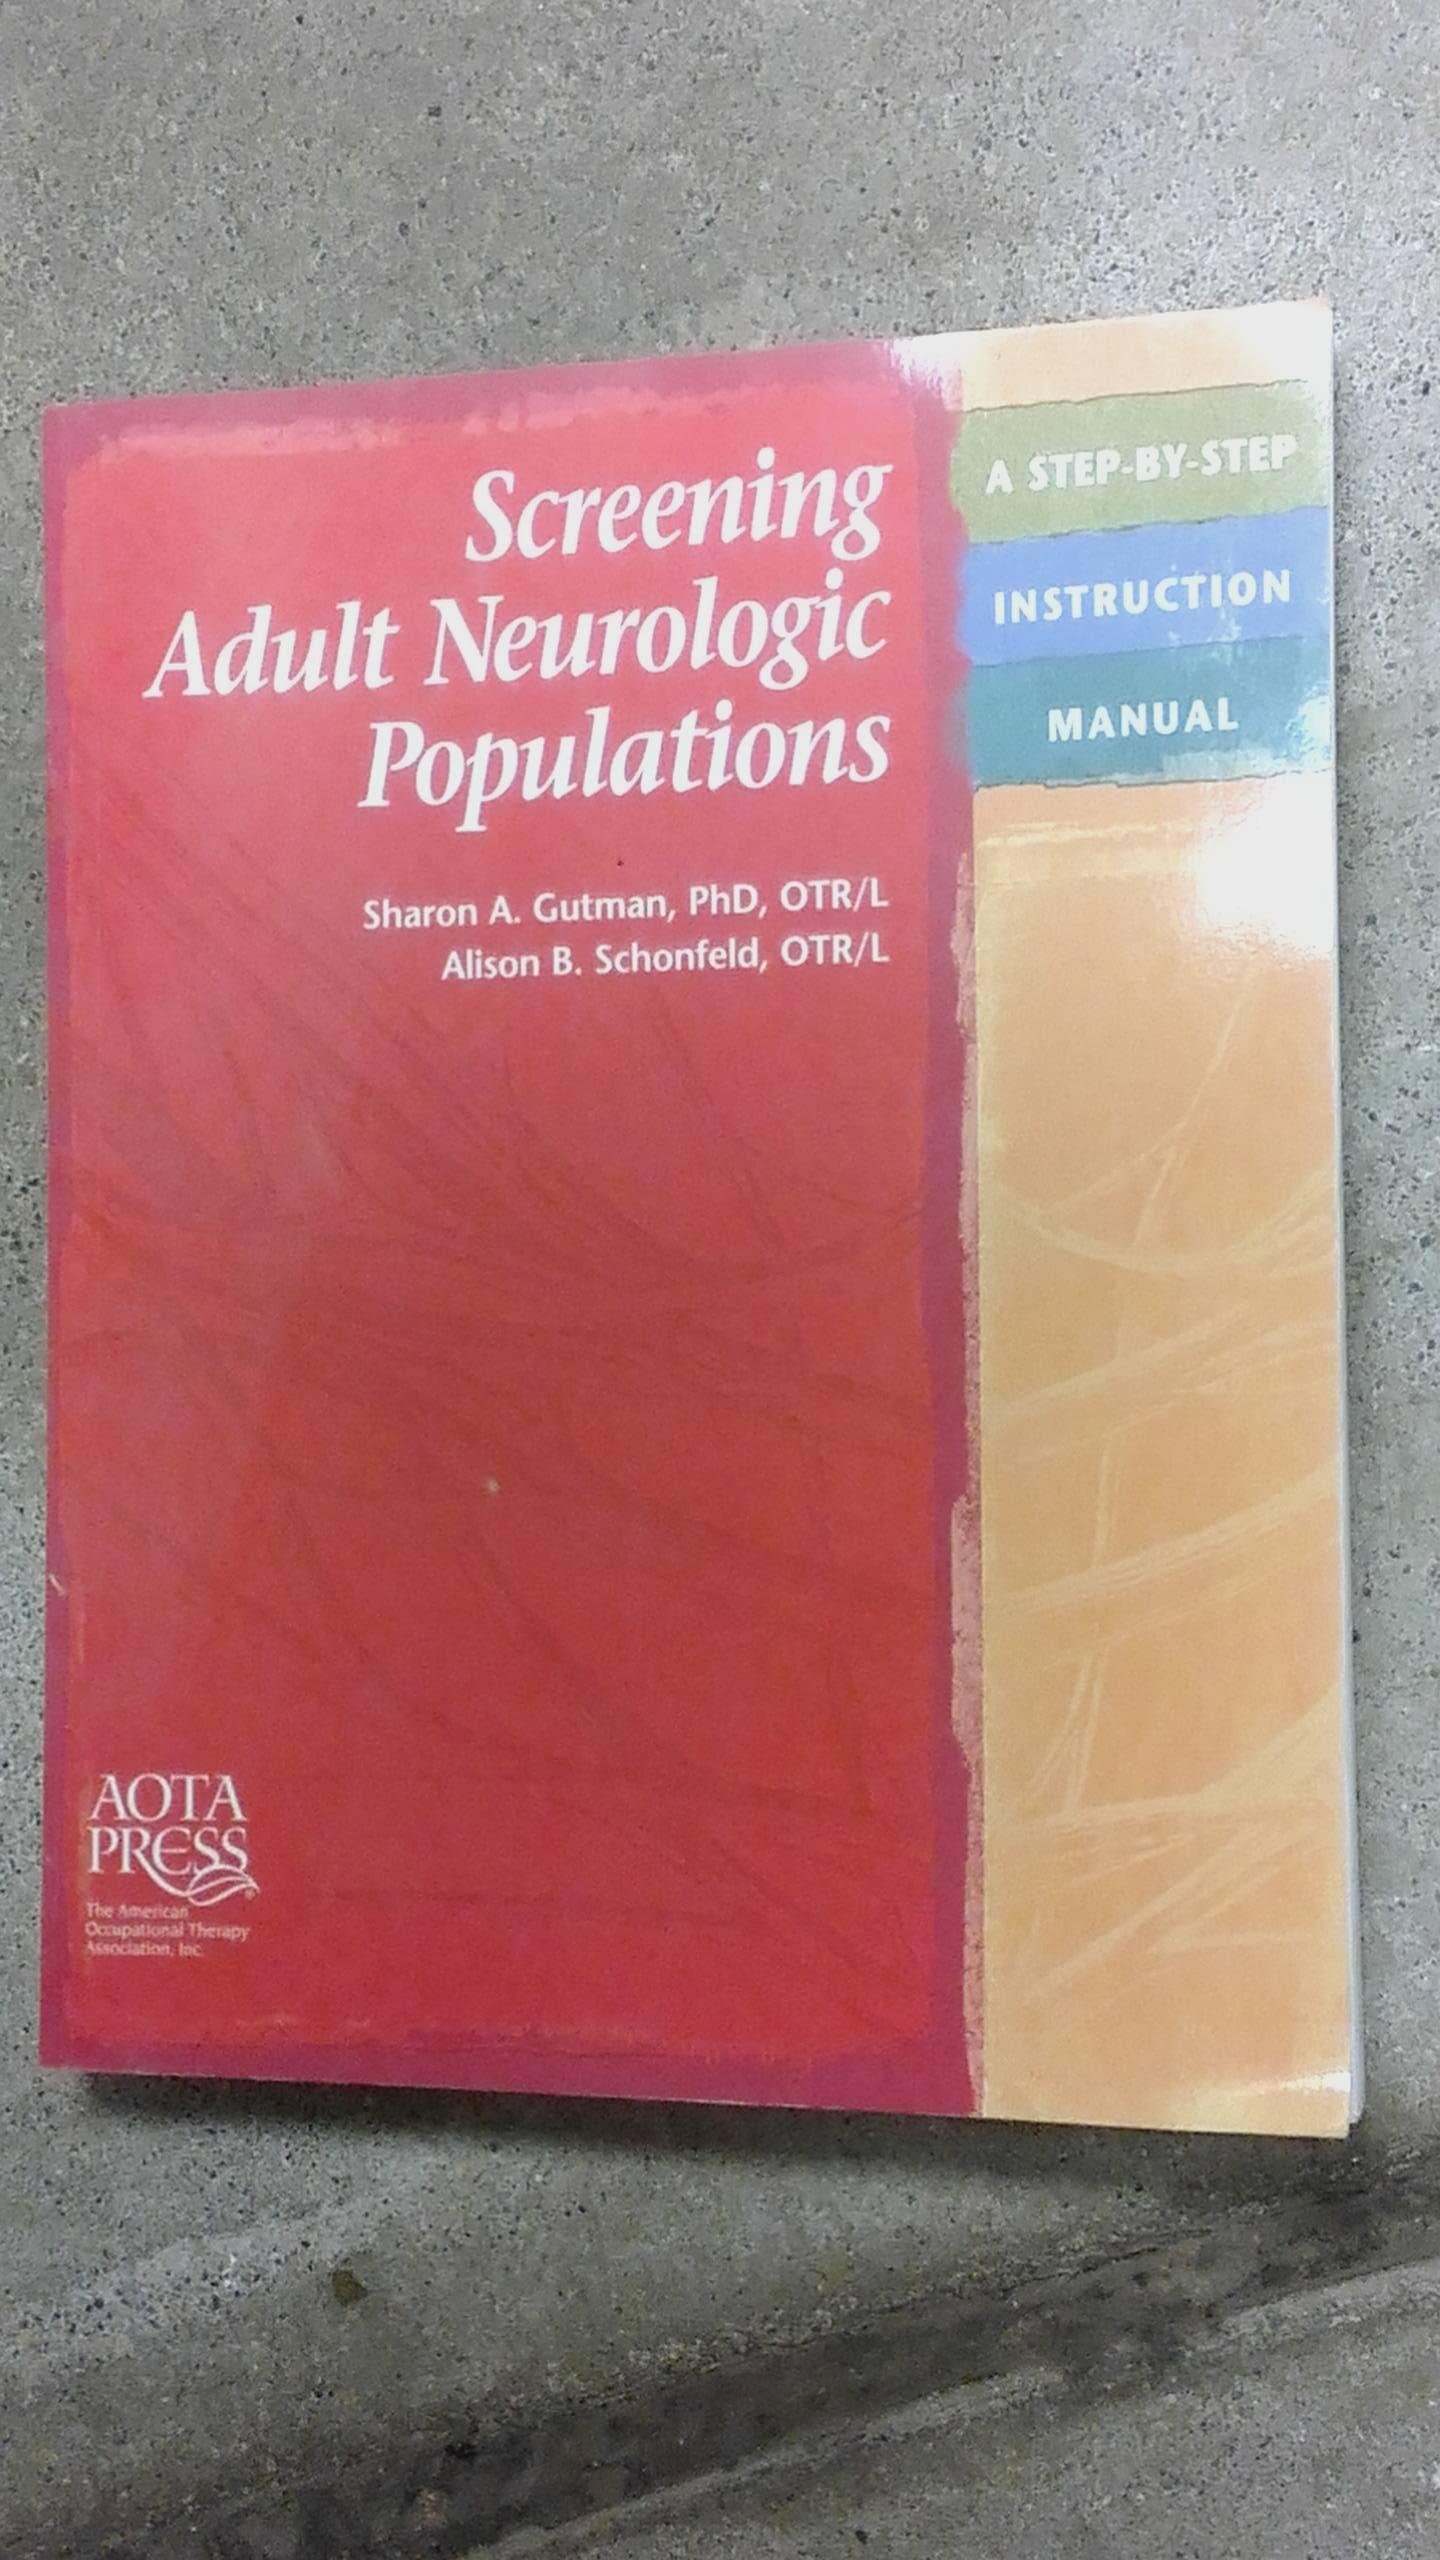 Screening
Adult Neurologic
Populations
Sharon A. Gutman, PhD, OTR/L
Alison B. Schonfeld, OTR/L
A STEP-BY-STEP
INSTRUCTION
MANUAL
AOTA
PRESS
The American
Occupational Therapy
Association, Inc.